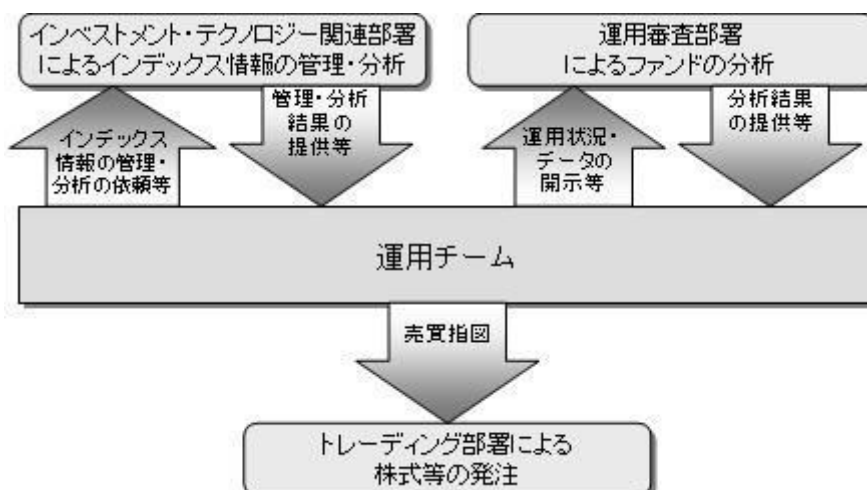 インベストメント・テクノロジー関連部署
によるインデックス情報の管理・分析
運用審査部署
によるファンドの分析
インデックス
情報の管理・
分析の依頼等
管理・分析
結果の
提供等
運用状況・
データの
開示等
分析結果
の提供等
運用チーム
売買指図
トレーディング部署による
株式等の発注